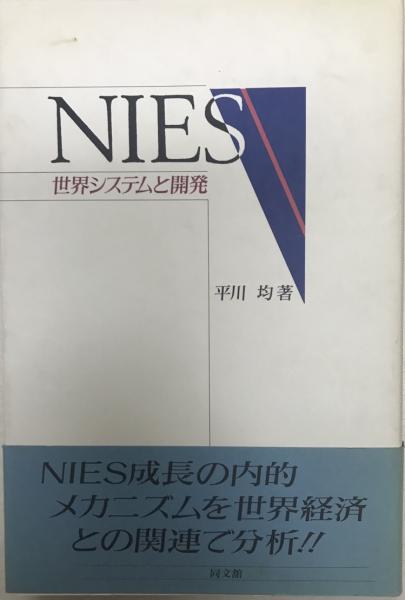 NIES
世界システムと開発
平川 均著
NIES成長の内的
メカニズムを世界経済
との関連で分析!!
同文舘